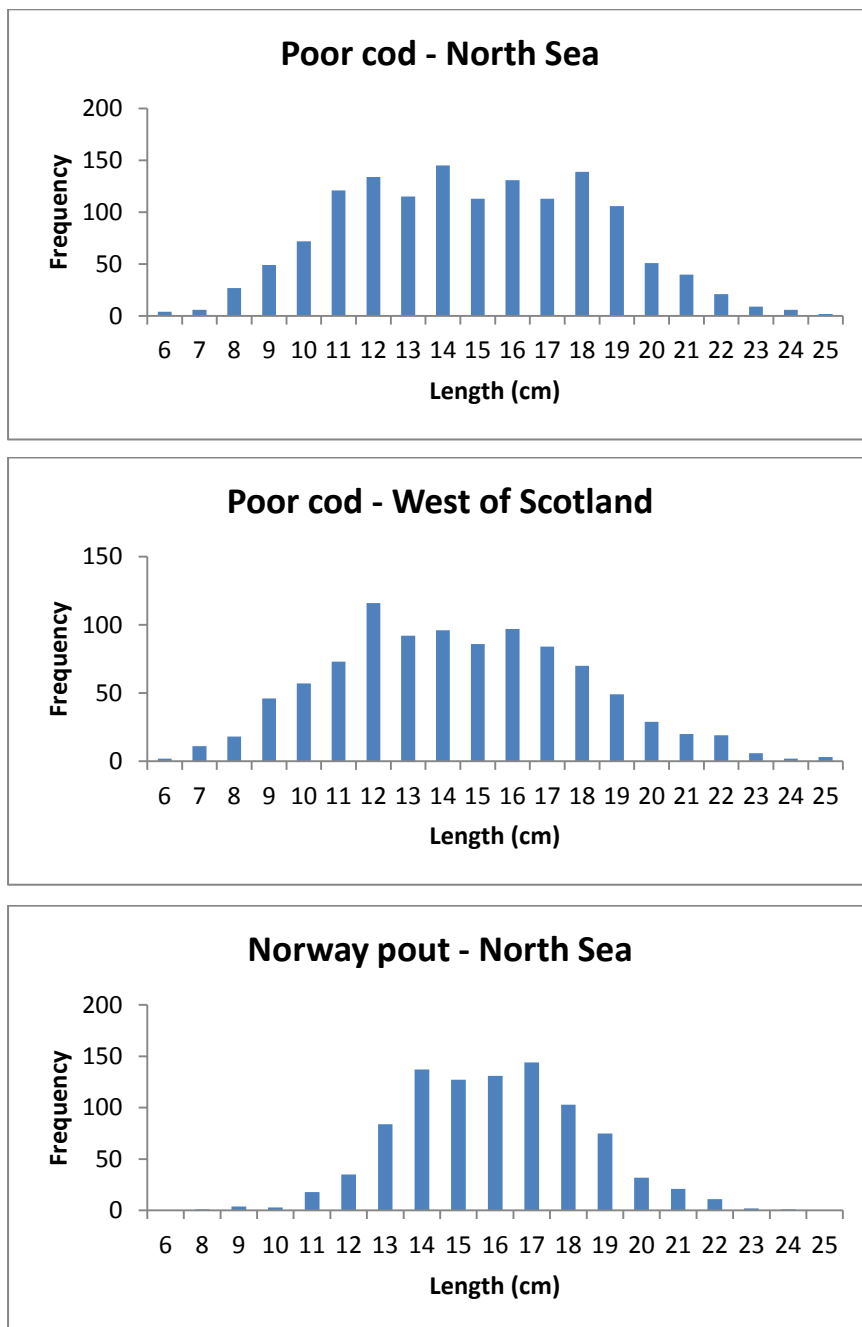 Poor cod - North Sea
200
150
100
50
0
Frequency
6 7 8 9 10 11 12 13 14 15 16 17 18 19 20 21 22 23 24 25
Length (cm)
Poor cod - West of Scotland
150
100
50
0
Frequency
6 7 8 9 10 11 12 13 14 15 16 17 18 19 20 21 22 23 24 25
Length (cm)
Norway pout - North Sea
200
150
100
50
0
Frequency
6 8 9 10 11 12 13 14 15 16 17 18 19 20 21 22 23 24 25
Length (cm)